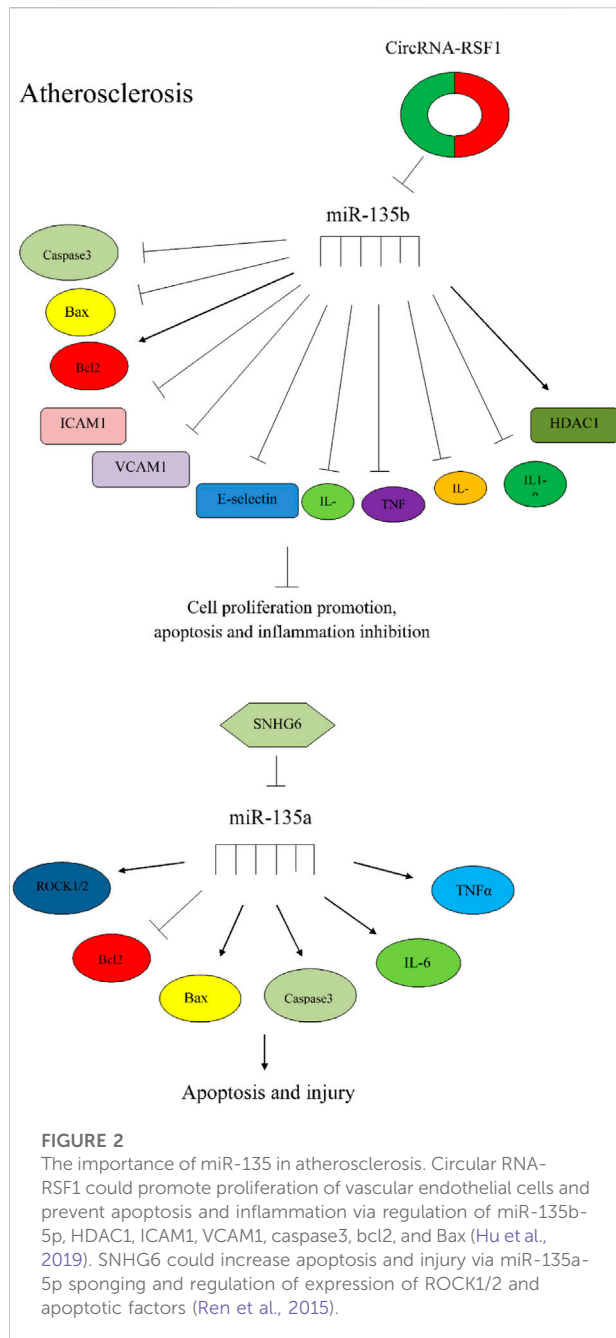 CircRNA-RSF1
Atherosclerosis
miR-135b
Caspase3
Bax
Bcl2
ICAM1
HDAC1
VCAM1
E-selectin
IL-
TNF
IL-
IL1-
Cell proliferation promotion,
apoptosis and inflammation inhibition
SNHG6
miR-135a
ROCK1/2
TNFα
Bcl2
IL-6
Bax
Caspase3
Apoptosis and injury
FIGURE 2
The importance of miR-135 in atherosclerosis. Circular RNA-
RSF1 could promote proliferation of vascular endothelial cells and
prevent apoptosis and inflammation via regulation of miR-135b-
5p, HDAC1, ICAM1, VCAM1, caspase3, bcl2, and Bax (Hu et al.,
2019). SNHG6 could increase apoptosis and injury via miR-135a-
5p sponging and regulation of expression of ROCK1/2 and
apoptotic factors (Ren et al., 2015).